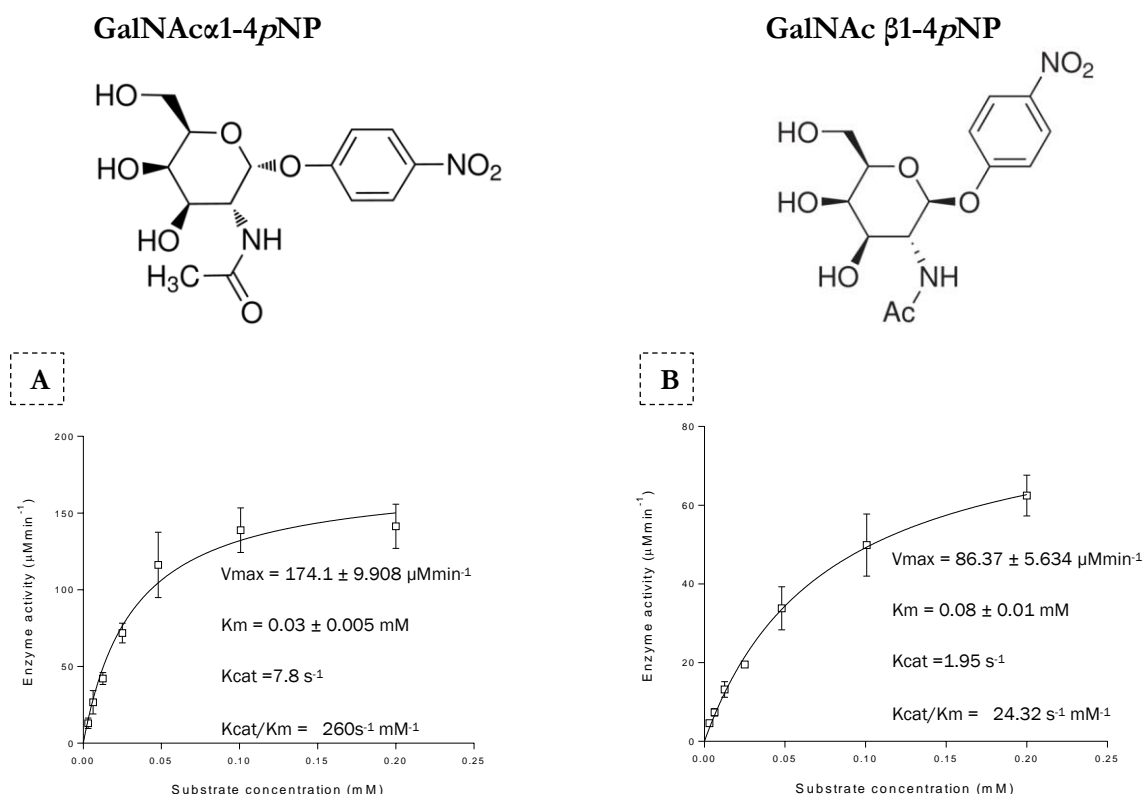 GalNAcα1-4pNP
HO
O
HO
O
NO₂
HO
NH
H₃C
O
GalNAc β1-4pNP
NO₂
HO
O
HO
O
HO
NH
Ac
A
200
150
100
50
0
Enzyme activity (µMmin⁻¹)
Vmax = 174.1 ± 9.908 µMmin⁻¹
Km = 0.03 ± 0.005 mM
Kcat =7.8 s⁻¹
Kcat/Km = 260s⁻¹ mM⁻¹
0.00 0.05 0.10 0.15 0.20 0.25
Substrate concentration (mM)
B
80
60
40
20
0
Enzyme activity (µMmin⁻¹)
Vmax = 86.37 ± 5.634 µMmin⁻¹
Km = 0.08 ± 0.01 mM
Kcat =1.95 s⁻¹
Kcat/Km = 24.32 s⁻¹ mM⁻¹
0.00 0.05 0.10 0.15 0.20 0.25
Substrate concentration (mM)